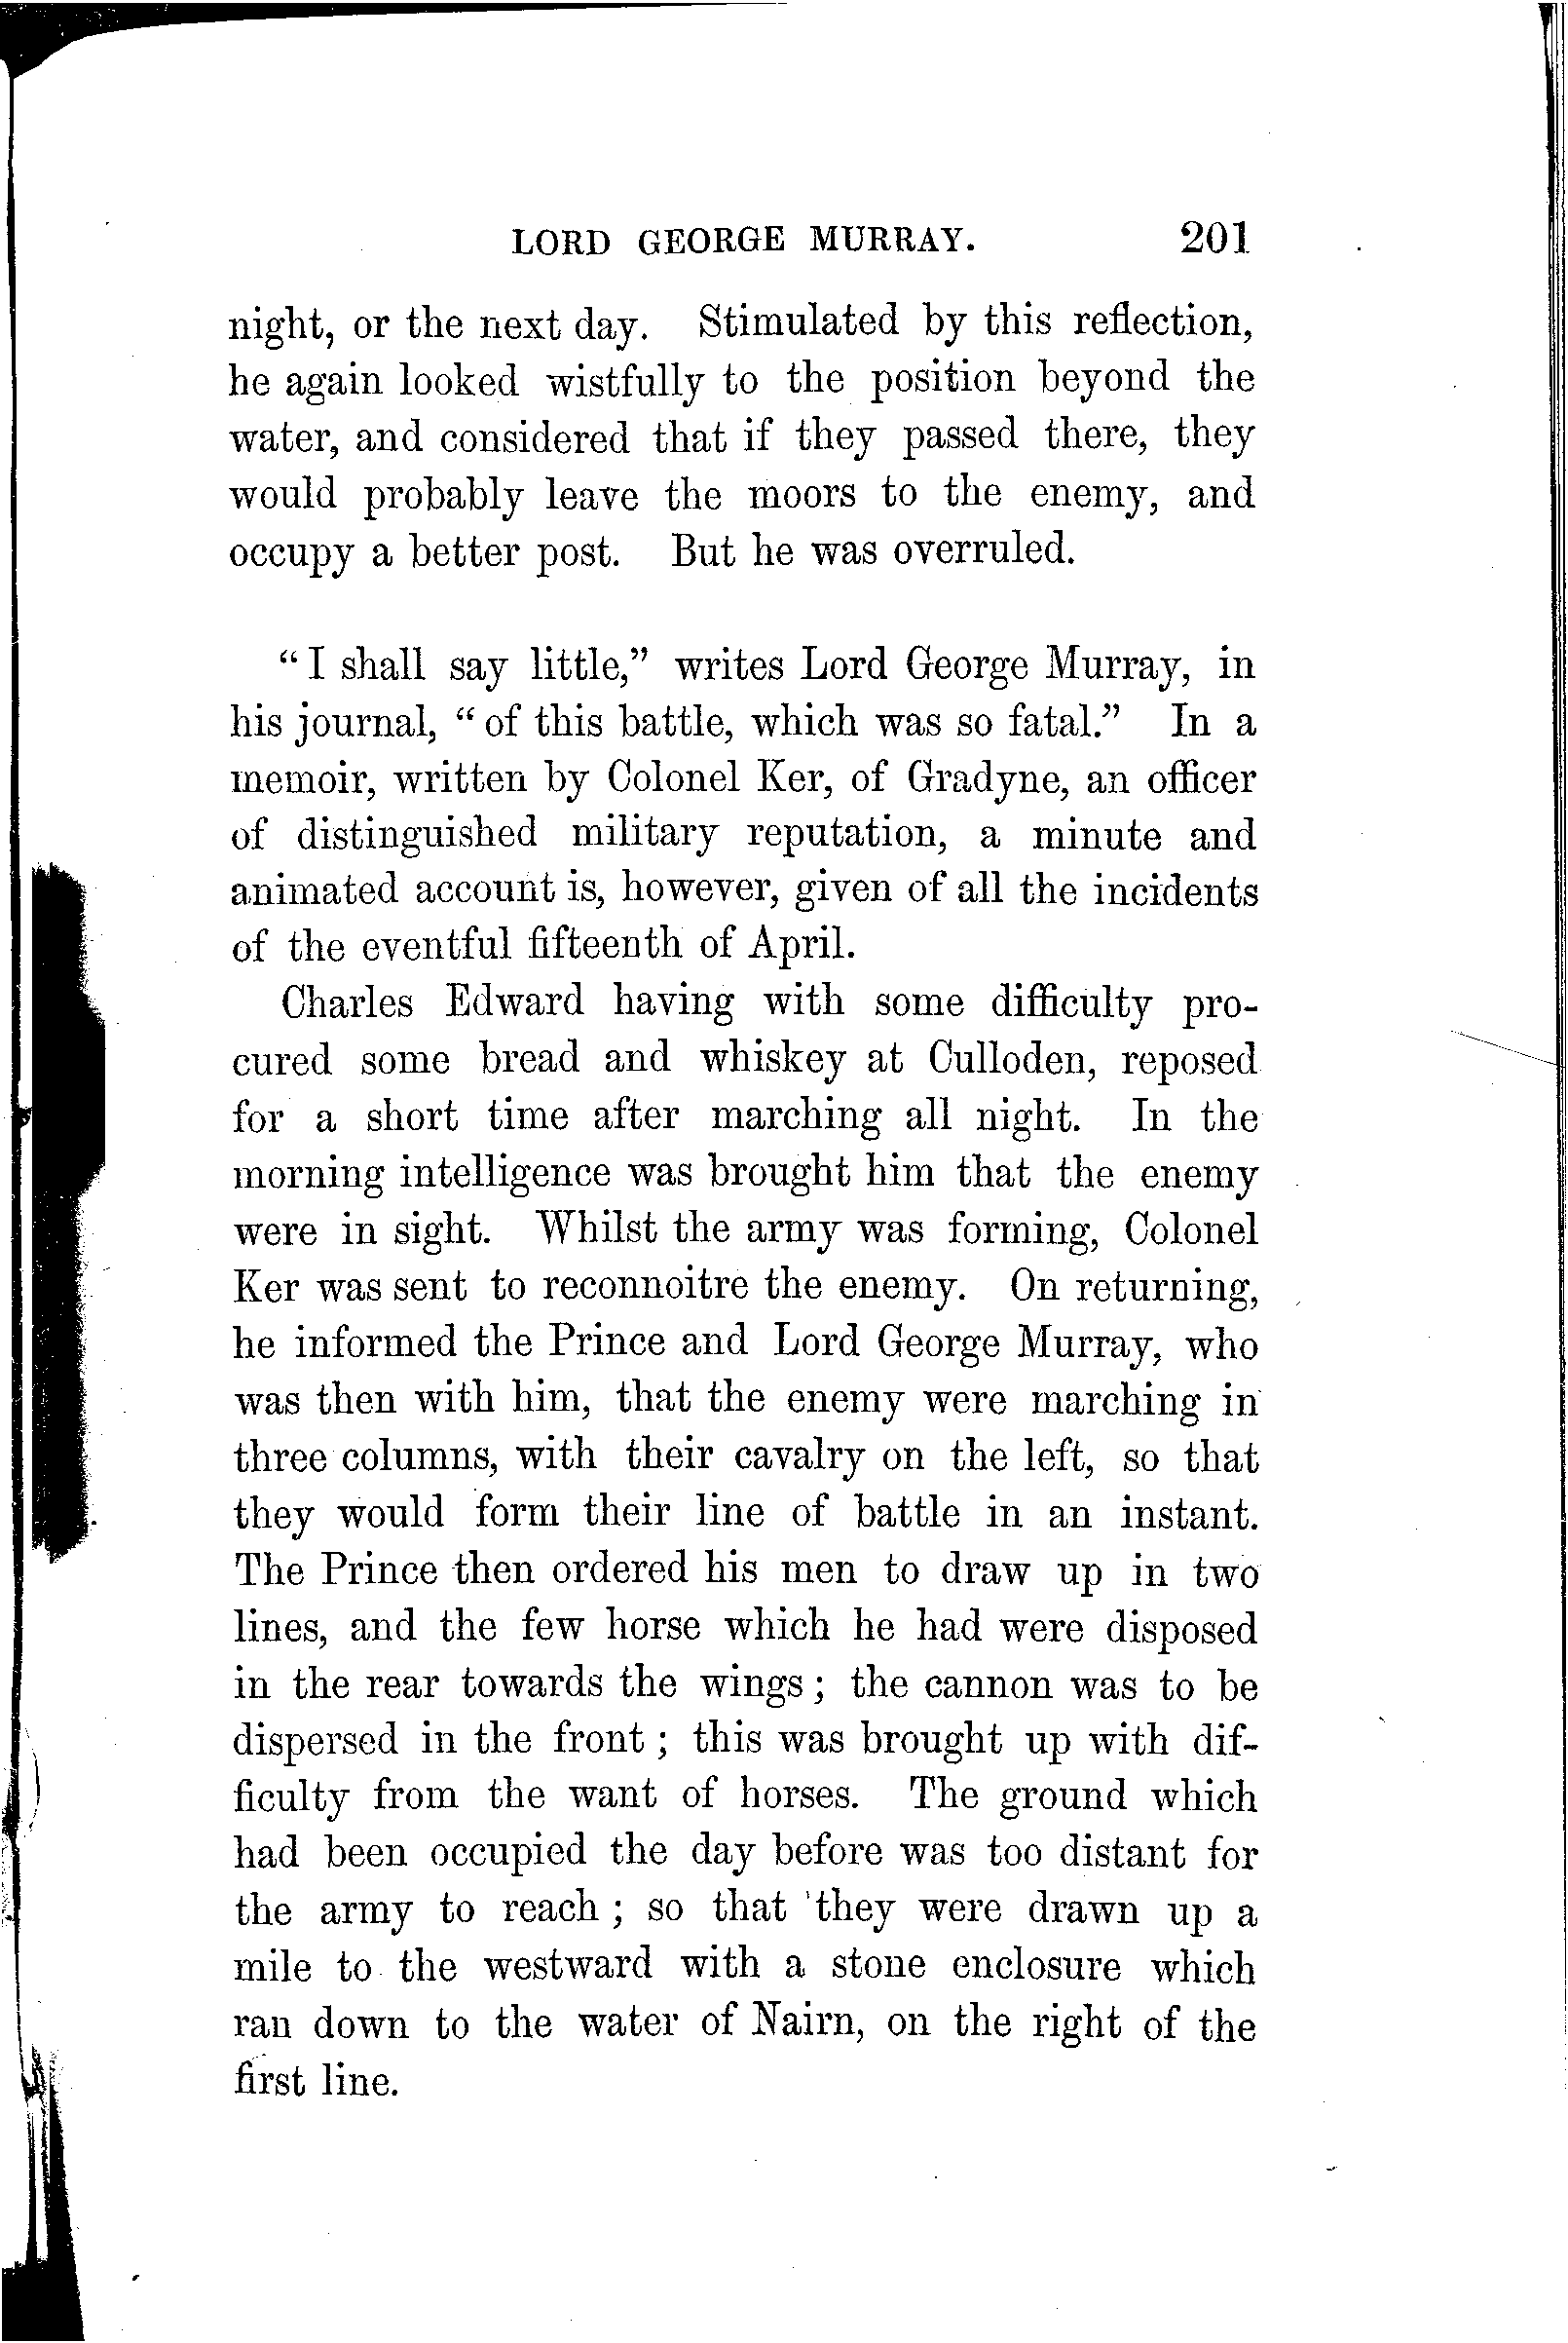 LORD GEORGE MURRAY. 201
night, or the next day. Stimulated by this reflection,
he again looked wistfully to the position beyond the
water, and considered that if they passed there, they
would probably leave the moors to the enemy, and
occupy a better post. But he was overruled.
“I shall say little,” writes Lord George Murray, in
his journal, “of this battle, which was so fatal.” In a
memoir, written by Colonel Ker, of Gradyne, an officer
of distinguished military reputation, a minute and
animated account is, however, given of all the incidents
of the eventful fifteenth of April.
Charles Edward having with some difficulty pro-
cured some bread and whiskey at Culloden, reposed
for a short time after marching all night. In the
morning intelligence was brought him that the enemy
were in sight. Whilst the army was forming, Colonel
Ker was sent to reconnoitre the enemy. On returning,
he informed the Prince and Lord George Murray, who
was then with him, that the enemy were marching in
three columns, with their cavalry on the left, so that
they would form their line of battle in an instant.
The Prince then ordered his men to draw up in two
lines, and the few horse which he had were disposed
in the rear towards the wings; the cannon was to be
dispersed in the front; this was brought up with dif-
ficulty from the want of horses. The ground which
had been occupied the day before was too distant for
the army to reach; so that they were drawn up a
mile to the westward with a stone enclosure which
ran down to the water of Nairn, on the right of the
first line.